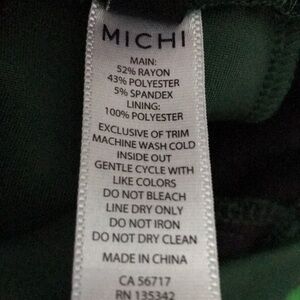 MICHI
MAIN:
52% RAYON
43% POLYESTER
5% SPANDEX
LINING:
100% POLYESTER
EXCLUSIVE OF TRIM
MACHINE WASH COLD
INSIDE OUT
GENTLE CYCLE WITH
LIKE COLORS
DO NOT BLEACH
LINE DRY ONLY
DO NOT IRON
DO NOT DRY CLEAN
MADE IN CHINA
CA 56717
RN 135342